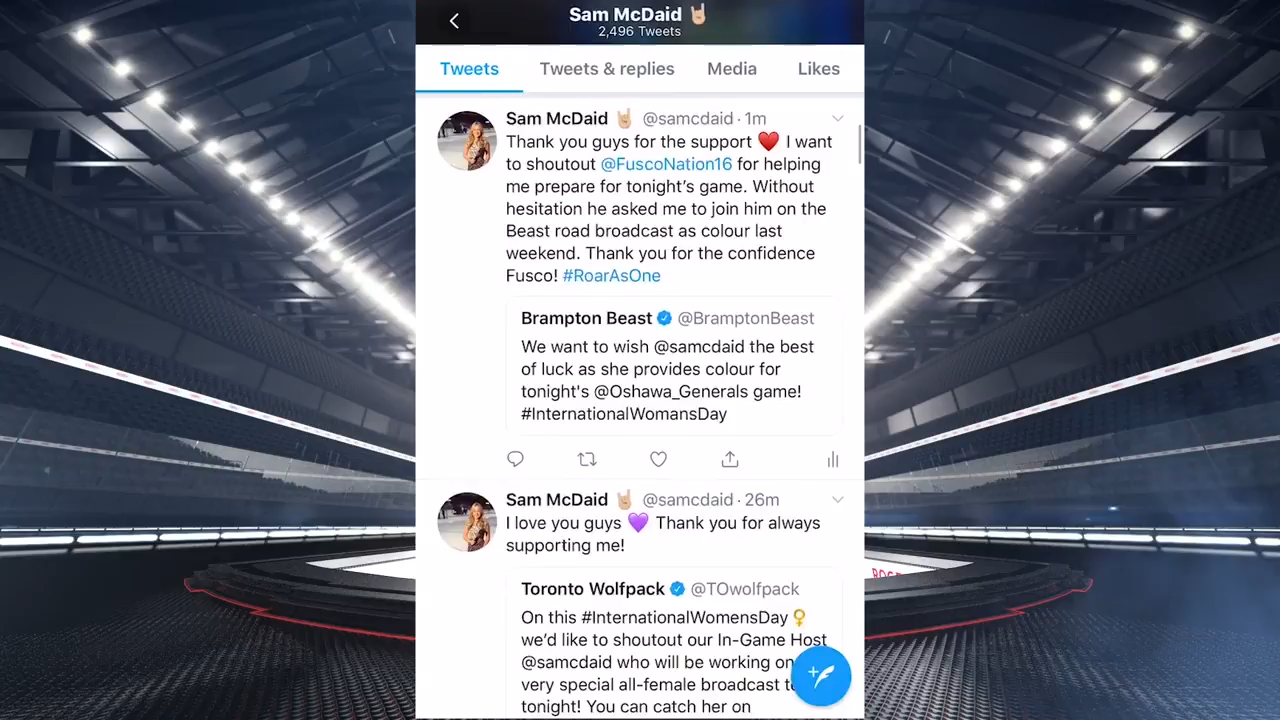 Sam McDaid 🤘🏼
2,496 Tweets
Tweets Tweets & replies Media Likes
Sam McDaid 🤘🏼 @samcdaid · 1m
Thank you guys for the support ❤️ I want
to shoutout @FuscoNation16 for helping
me prepare for tonight's game. Without
hesitation he asked me to join him on the
Beast road broadcast as colour last
weekend. Thank you for the confidence
Fusco! #RoarAsOne
Brampton Beast @BramptonBeast
We want to wish @samcdaid the best
of luck as she provides colour for
tonight's @Oshawa_Generals game!
#InternationalWomansDay
Sam McDaid 🤘🏼 @samcdaid · 26m
I love you guys 💜 Thank you for always
supporting me!
Toronto Wolfpack @TOwolfpack
On this #InternationalWomensDay ♀
we'd like to shoutout our In-Game Host
@samcdaid who will be working on
very special all-female broadcast
tonight! You can catch her on